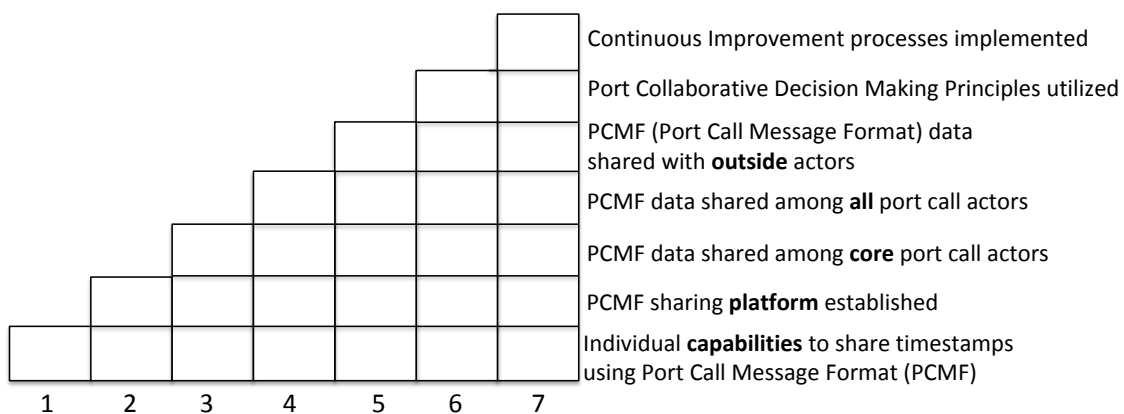 Continuous Improvement processes implemented
Port Collaborative Decision Making Principles utilized
PCMF (Port Call Message Format) data
shared with outside actors
PCMF data shared among all port call actors
PCMF data shared among core port call actors
PCMF sharing platform established
Individual capabilities to share timestamps
using Port Call Message Format (PCMF)
1 2 3 4 5 6 7